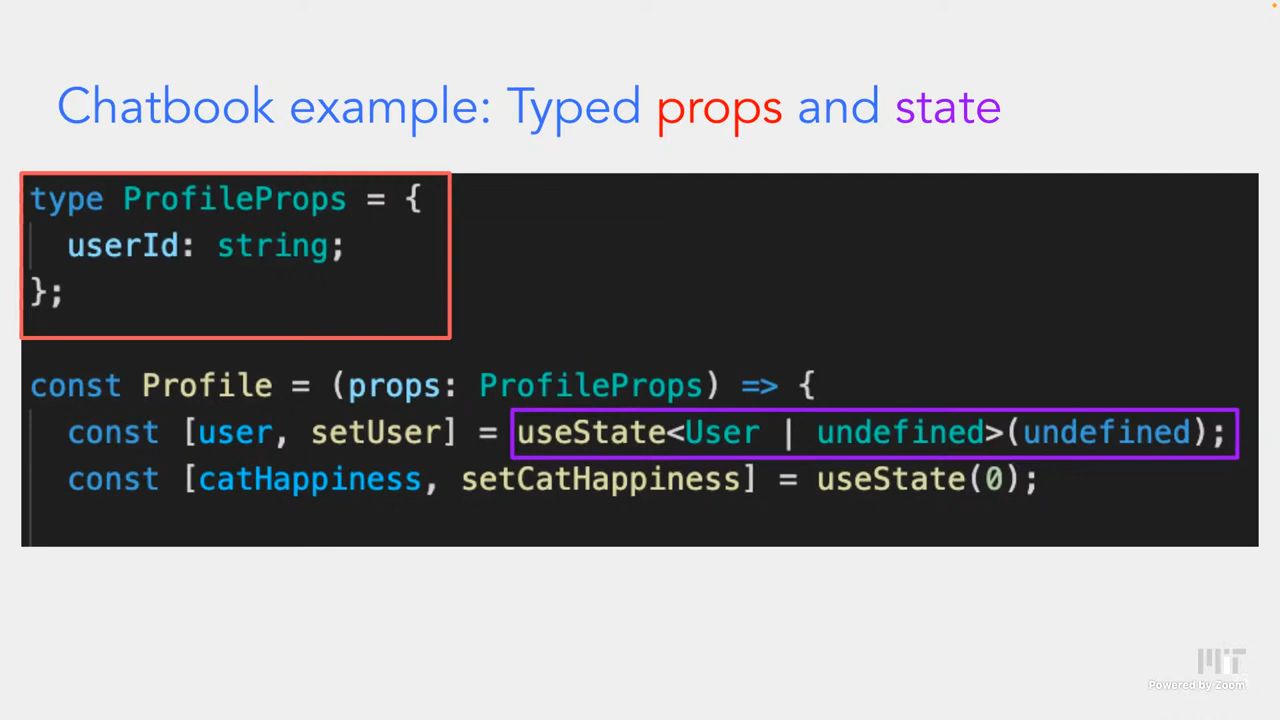 Chatbook example: Typed props and state
type ProfileProps = {
userId: string;
};
const Profile = (props: ProfileProps) => {
const [user, setUser] = useState<User | undefined>(undefined);
const [catHappiness, setCatHappiness] = useState(0);
MIT
Powered by Zoom